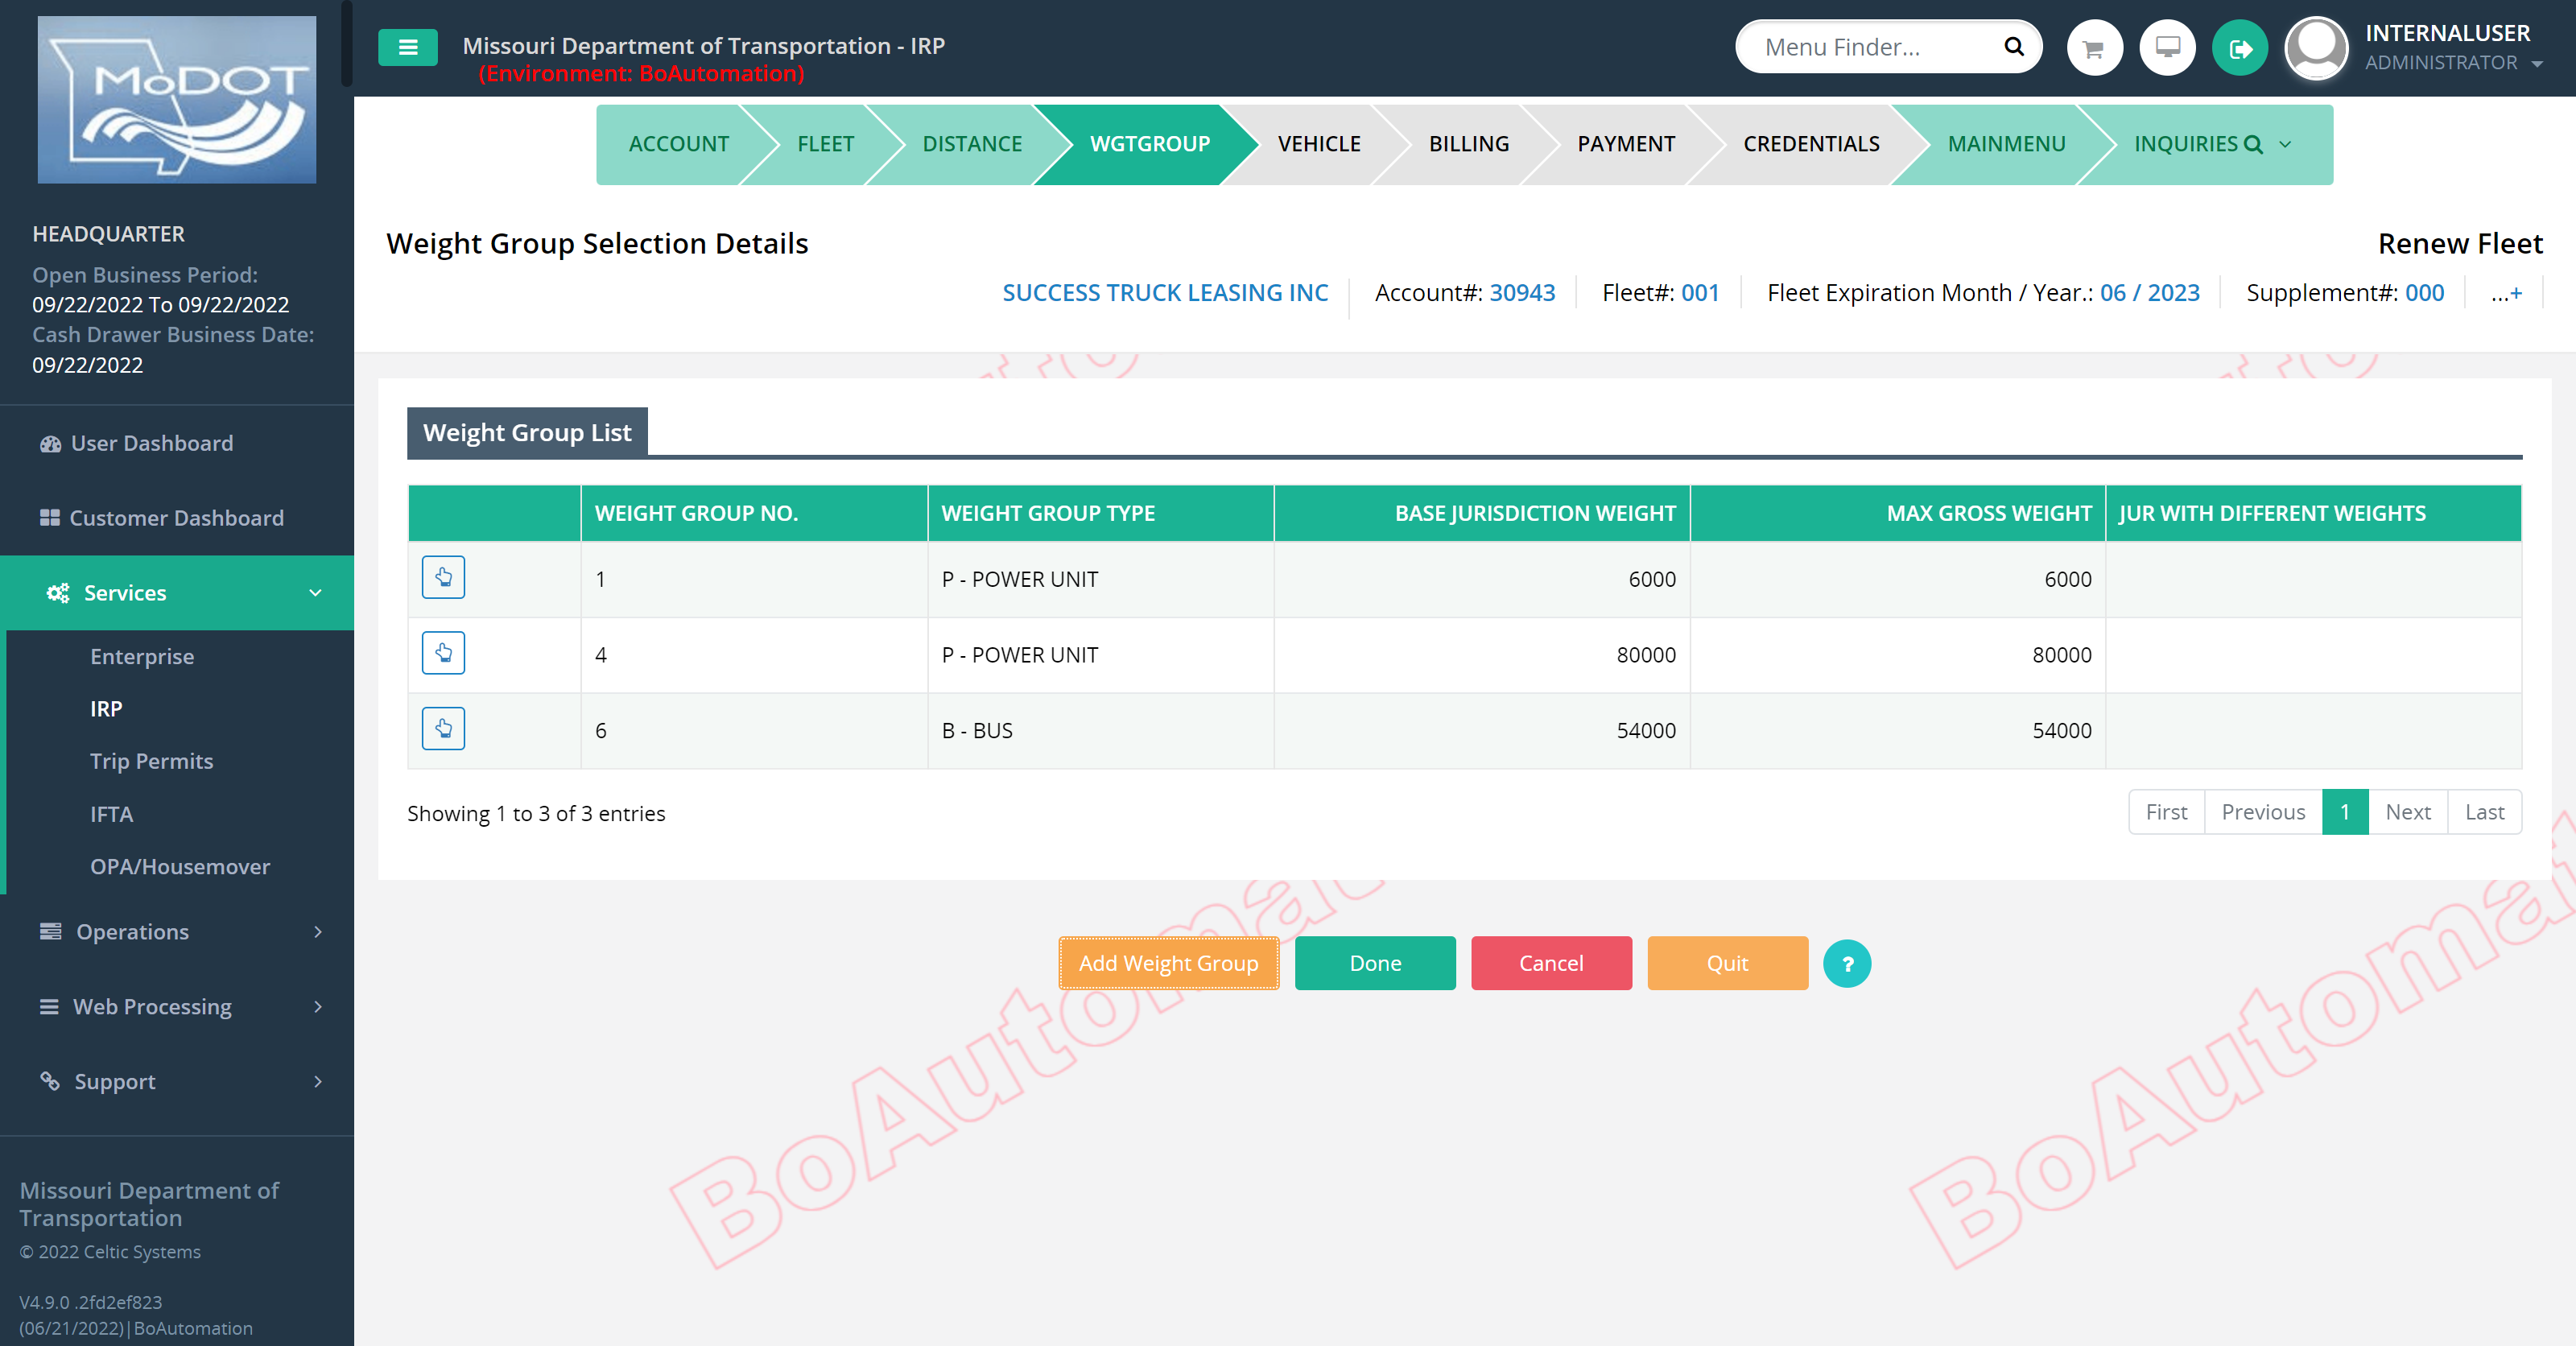 MoDOT
HEADQUARTER
Open Business Period:
09/22/2022 To 09/22/2022
Cash Drawer Business Date:
09/22/2022
User Dashboard
Customer Dashboard
Services
Enterprise
IRP
Trip Permits
IFTA
OPA/Housemover
Operations
Web Processing
Support
Missouri Department of
Transportation
© 2022 Celtic Systems
V4.9.0 .2fd2ef823
(06/21/2022)|BoAutomation
Missouri Department of Transportation - IRP
(Environment: BoAutomation)
Menu Finder...
INTERNALUSER
ADMINISTRATOR
ACCOUNT FLEET DISTANCE WGTGROUP VEHICLE BILLING PAYMENT CREDENTIALS MAINMENU INQUIRIES
Weight Group Selection Details
Renew Fleet
SUCCESS TRUCK LEASING INC Account#: 30943 Fleet#: 001 Fleet Expiration Month / Year.: 06 / 2023 Supplement#: 000 ...+
Weight Group List
WEIGHT GROUP NO. WEIGHT GROUP TYPE BASE JURISDICTION WEIGHT MAX GROSS WEIGHT JUR WITH DIFFERENT WEIGHTS
1 P - POWER UNIT 6000 6000
4 P - POWER UNIT 80000 80000
6 B - BUS 54000 54000
Showing 1 to 3 of 3 entries
First Previous 1 Next Last
Add Weight Group Done Cancel Quit ?
BoAutomat
BoAutomat